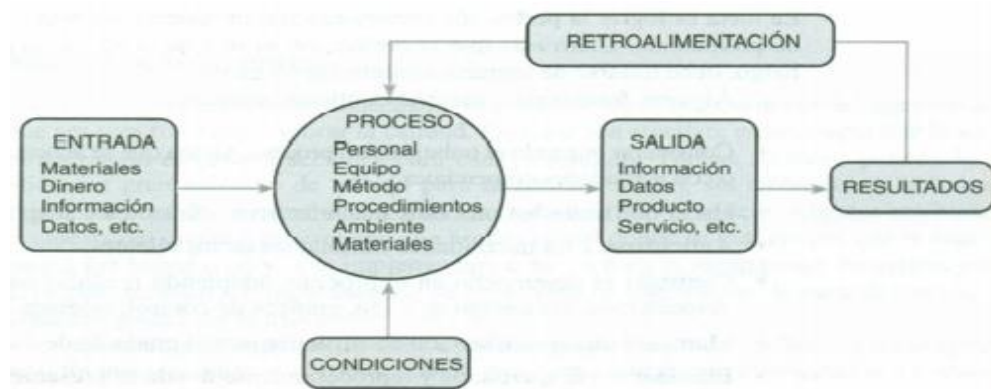 RETROALIMENTACIÓN
ENTRADA
Materiales
Dinero
Información
Datos, etc.
PROCESO
Personal
Equipo
Método
Procedimientos
Ambiente
Materiales
SALIDA
Información
Datos
Producto
Servicio, etc.
RESULTADOS
CONDICIONES